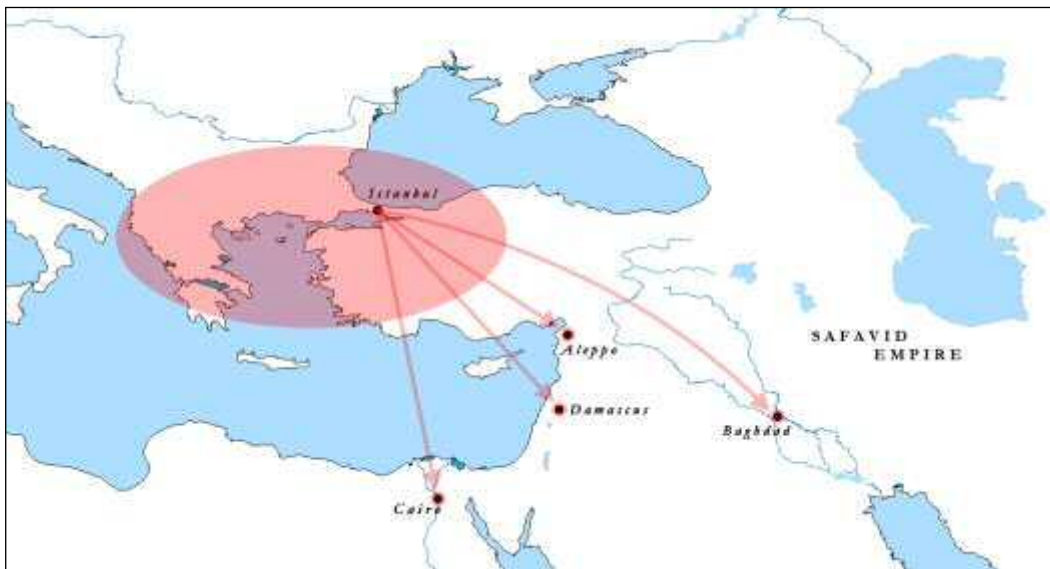 Istanbul
SAFAVID
EMPIRE
Aleppo
Damascus
Baghdad
Cairo